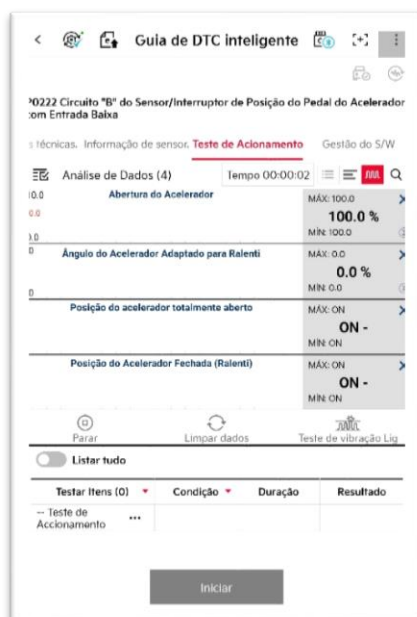 Guia de DTC inteligente
P0222 Circuito "B" do Sensor/Interruptor de Posição do Pedal do Acelerador
com Entrada Baixa
s técnicas. Informação de sensor. Teste de Acionamento Gestão do S/W
Análise de Dados (4) Tempo 00:00:02
Abertura do Acelerador
MÁX: 100.0
100.0 %
MÍN: 100.0
Ângulo do Acelerador Adaptado para Ralenti
MÁX: 0.0
0.0 %
MÍN: 0.0
Posição do acelerador totalmente aberto
MÁX: ON
ON -
MÍN: ON
Posição do Acelerador Fechada (Ralenti)
MÁX: ON
ON -
MÍN: ON
Parar Limpar dados Teste de vibração Lig
Listar tudo
Testar Itens (0) Condição Duração Resultado
-- Teste de
Accionamento ...
Iniciar